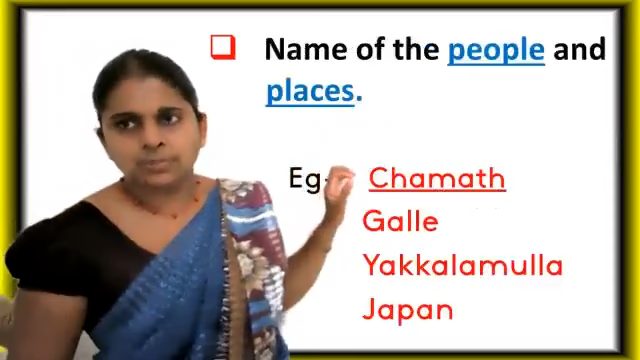 Name of the people and
places.
Eg-
Chamath
Galle
Yakkalamulla
Japan